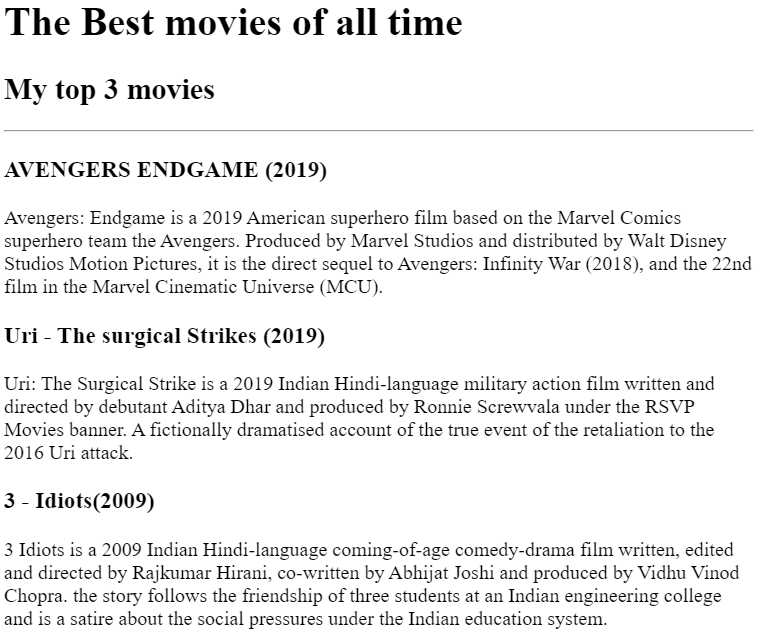 The Best movies of all time
My top 3 movies
AVENGERS ENDGAME (2019)
Avengers: Endgame is a 2019 American superhero film based on the Marvel Comics
superhero team the Avengers. Produced by Marvel Studios and distributed by Walt Disney
Studios Motion Pictures, it is the direct sequel to Avengers: Infinity War (2018), and the 22nd
film in the Marvel Cinematic Universe (MCU).
Uri - The surgical Strikes (2019)
Uri: The Surgical Strike is a 2019 Indian Hindi-language military action film written and
directed by debutant Aditya Dhar and produced by Ronnie Screwvala under the RSVP
Movies banner. A fictionally dramatised account of the true event of the retaliation to the
2016 Uri attack.
3 - Idiots(2009)
3 Idiots is a 2009 Indian Hindi-language coming-of-age comedy-drama film written, edited
and directed by Rajkumar Hirani, co-written by Abhijat Joshi and produced by Vidhu Vinod
Chopra. the story follows the friendship of three students at an Indian engineering college
and is a satire about the social pressures under the Indian education system.